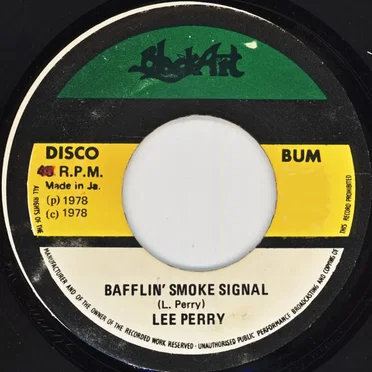 Black Art
DISCO BUM
45 R.P.M.
Made in Ja.
(p) 1978
(c) 1978
BAFFLIN' SMOKE SIGNAL
(L. Perry)
LEE PERRY
ALL RIGHTS OF THE MANUFACTURER AND OF THE OWNER OF THE RECORDED WORK RESERVED · UNAUTHORISED PUBLIC PERFORMANCE BROADCASTING AND COPYING OF THIS RECORD PROHIBITED